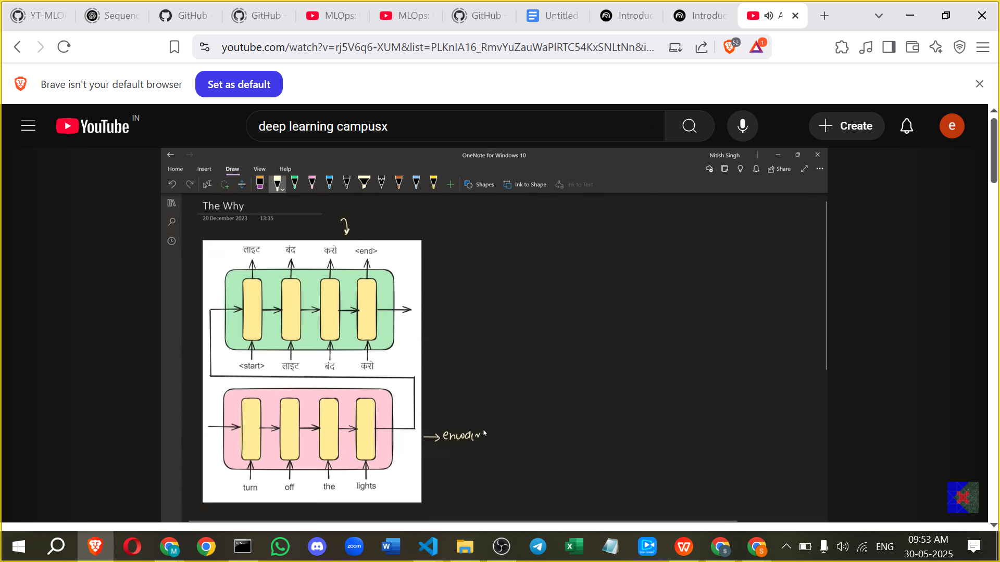 YT-MLO
Sequenc
GitHub -
GitHub -
MLOps:
MLOps:
GitHub -
Untitled
Introduc
Introduc
A
youtube.com/watch?v=rj5V6q6-XUM&list=PLKnIA16_RmvYuZauWaPlRTC54KxSNLtNn&i...
52
1
Brave isn't your default browser
Set as default
YouTube IN
deep learning campusx
Create
e
OneNote for Windows 10
Nitish Singh
Home Insert Draw View Help
Share
Shapes
Ink to Shape
Ink to Text
The Why
20 December 2023 13:35
लाइट बंद करो <end>
<start> लाइट बंद करो
encoder
turn off the lights
zoom
ENG
09:53 AM
30-05-2025